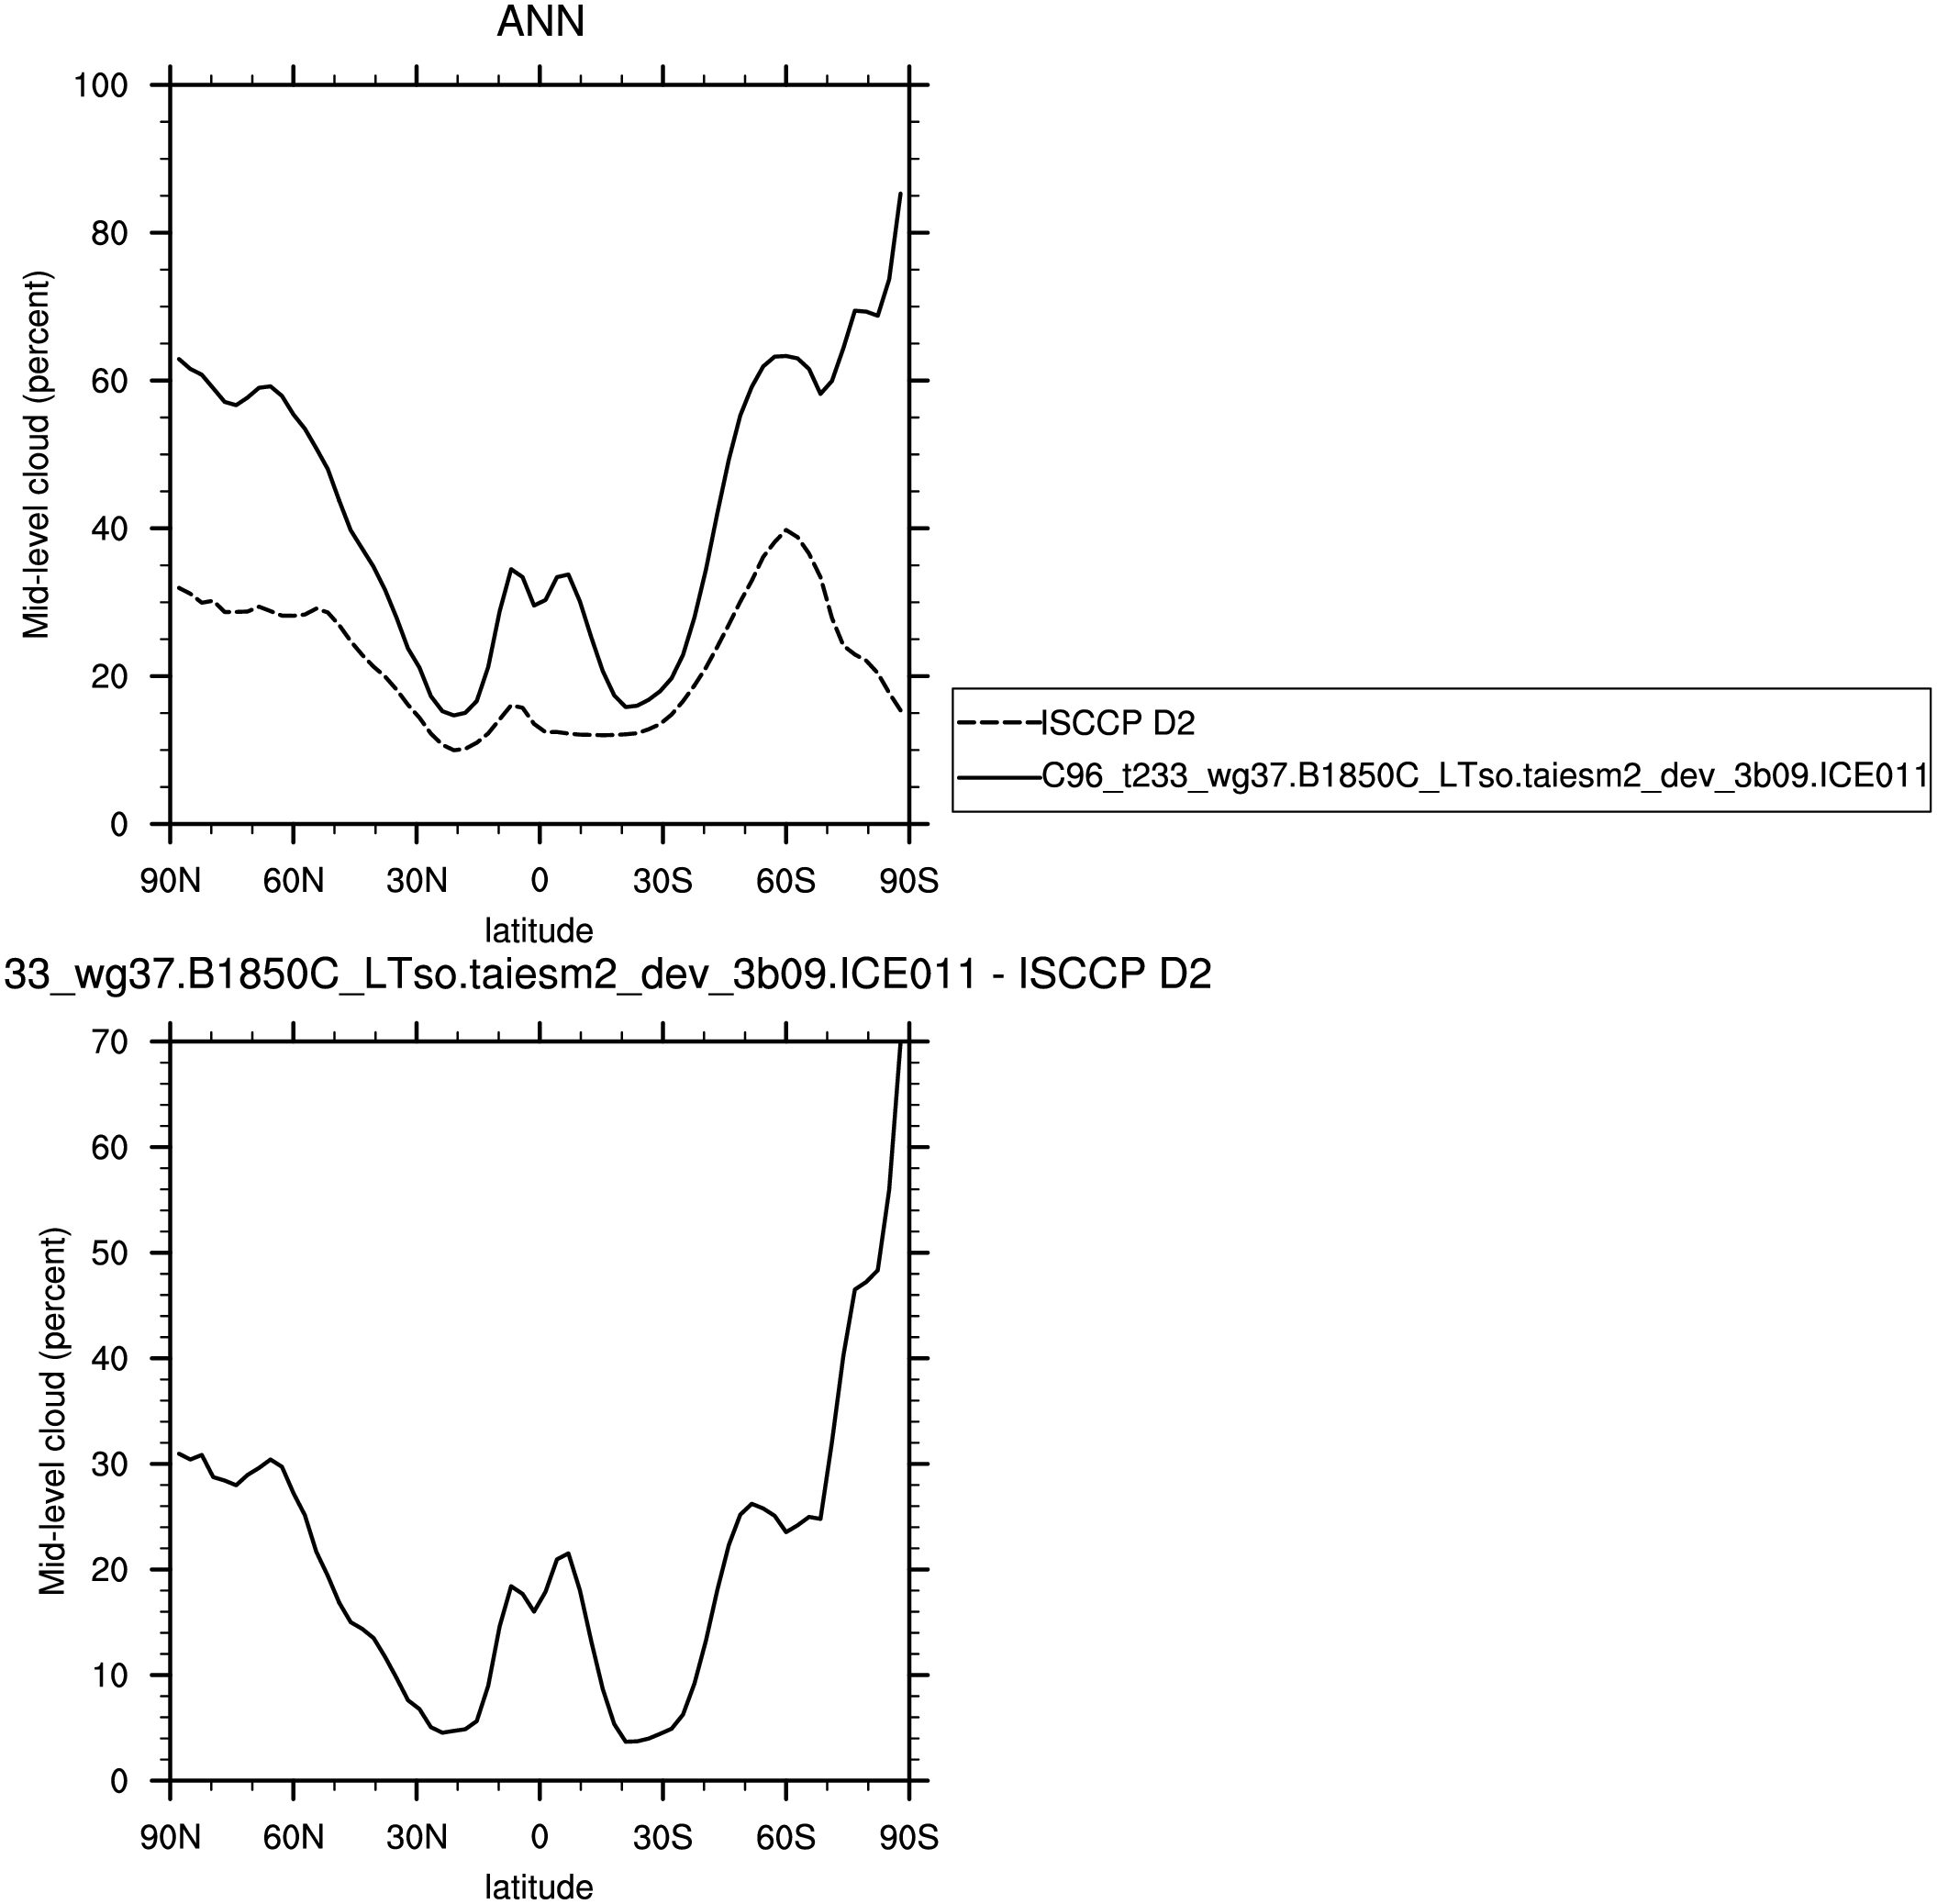 ANN
100
80
60
40
20
0
Mid-level cloud (percent)
90N 60N 30N 0 30S 60S 90S
latitude
ISCCP D2
C96_t233_wg37.B1850C_LTso.taiesm2_dev_3b09.ICE011
33_wg37.B1850C_LTso.taiesm2_dev_3b09.ICE011 - ISCCP D2
70
60
50
40
30
20
10
0
Mid-level cloud (percent)
90N 60N 30N 0 30S 60S 90S
latitude